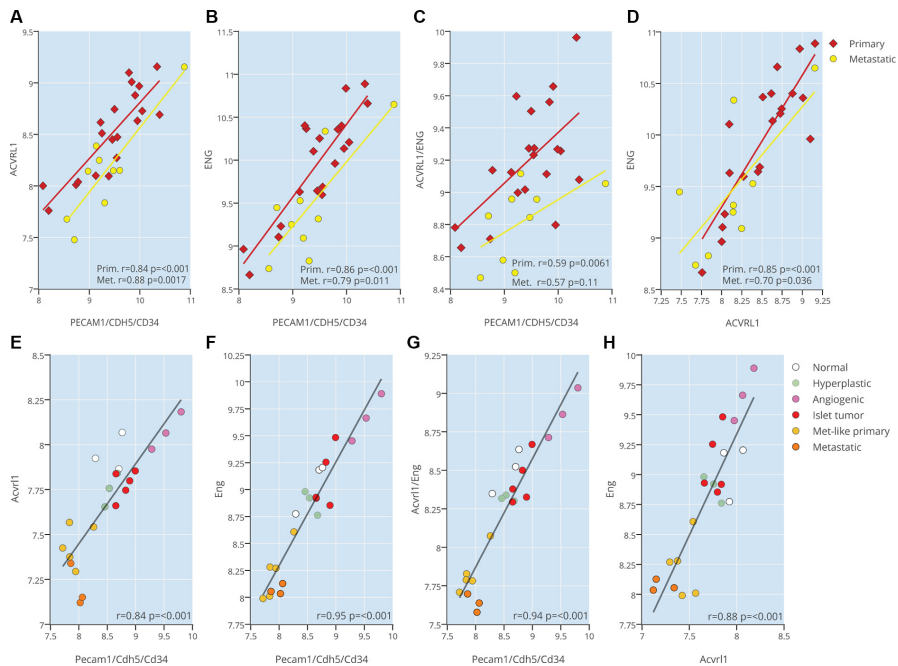 A
9.5
8.5
7.5
7
8
9
10
11
ACVRL1
PECAM1/CDH5/CD34
Prim. r=0.84 p=<0.001
Met. r=0.88 p=0.0017
B
11.5
11
10.5
10
9.5
9
8.5
8
9
10
11
ENG
PECAM1/CDH5/CD34
Prim. r=0.86 p=<0.001
Met. r=0.79 p=0.011
C
10
9.8
9.6
9.4
9.2
9
8.8
8.6
8.4
8
9
10
11
ACVRL1/ENG
PECAM1/CDH5/CD34
Prim. r=0.59 p=0.0061
Met. r=0.57 p=0.11
D
11
10.5
10
9.5
9
8.5
7.25
7.5
7.75
8
8.25
8.5
8.75
9
9.25
ENG
ACVRL1
Prim. r=0.85 p=<0.001
Met. r=0.70 p=0.036
Primary
Metastatic
E
8.5
8.25
8
7.75
7.5
7.25
7
7.5
8
8.5
9
9.5
10
Acvrl1
Pecam1/Cdh5/Cd34
r=0.84 p=<0.001
F
10.25
10
9.75
9.5
9.25
9
8.75
8.5
8.25
8
7.75
7.5
8
8.5
9
9.5
10
Eng
Pecam1/Cdh5/Cd34
r=0.95 p=<0.001
G
9.25
9
8.75
8.5
8.25
8
7.75
7.5
7.5
8
8.5
9
9.5
10
Acvrl1/Eng
Pecam1/Cdh5/Cd34
r=0.94 p=<0.001
H
10
9.75
9.5
9.25
9
8.75
8.5
8.25
8
7.75
7
7.5
8
8.5
Eng
Acvrl1
r=0.88 p=<0.001
Normal
Hyperplastic
Angiogenic
Islet tumor
Met-like primary
Metastatic